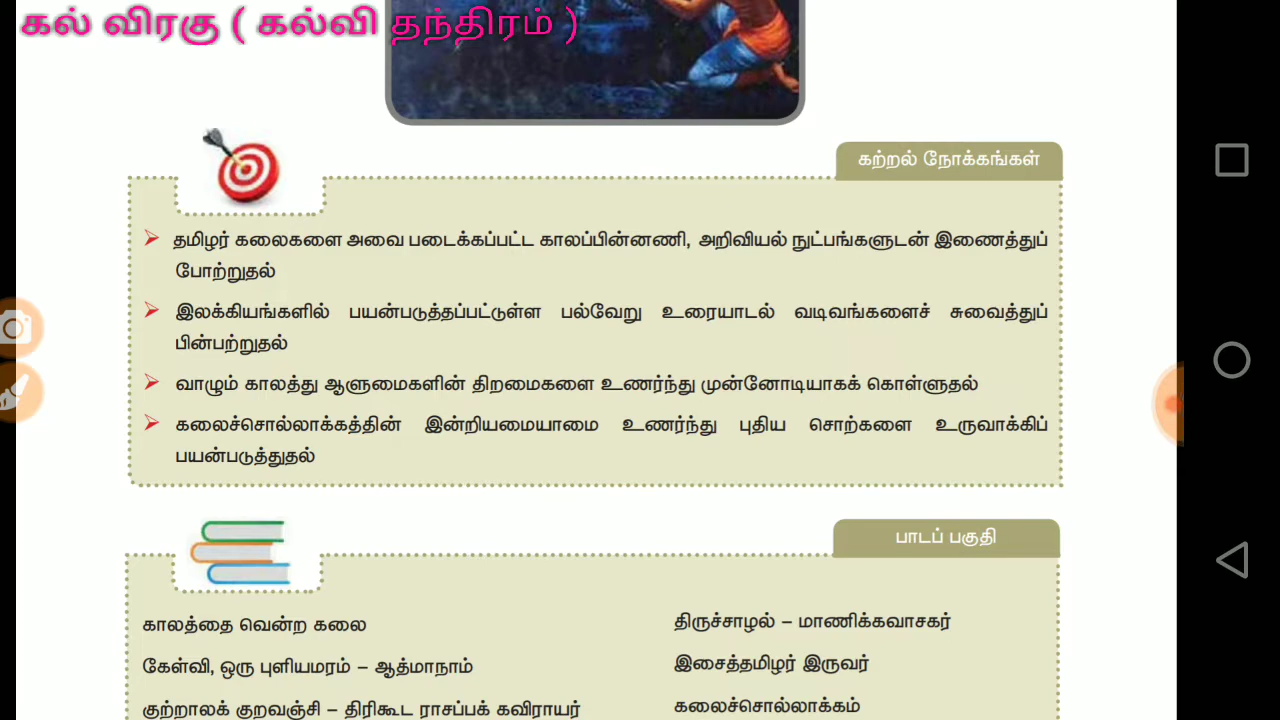 கல் விரகு ( கல்வி தந்திரம் )
கற்றல் நோக்கங்கள்
தமிழர் கலைகளை அவை படைக்கப்பட்ட காலப்பின்னணி, அறிவியல் நுட்பங்களுடன் இணைத்துப்
போற்றுதல்
இலக்கியங்களில் பயன்படுத்தப்பட்டுள்ள பல்வேறு உரையாடல் வடிவங்களைச் சுவைத்துப்
பின்பற்றுதல்
வாழும் காலத்து ஆளுமைகளின் திறமைகளை உணர்ந்து முன்னோடியாகக் கொள்ளுதல்
கலைச்சொல்லாக்கத்தின் இன்றியமையாமை உணர்ந்து புதிய சொற்களை உருவாக்கிப்
பயன்படுத்துதல்
பாடப் பகுதி
காலத்தை வென்ற கலை
கேள்வி, ஒரு புளியமரம் – ஆத்மாநாம்
குற்றாலக் குறவஞ்சி – திரிகூட ராசப்பக் கவிராயர்
திருச்சாழல் – மாணிக்கவாசகர்
இசைத்தமிழர் இருவர்
கலைச்சொல்லாக்கம்